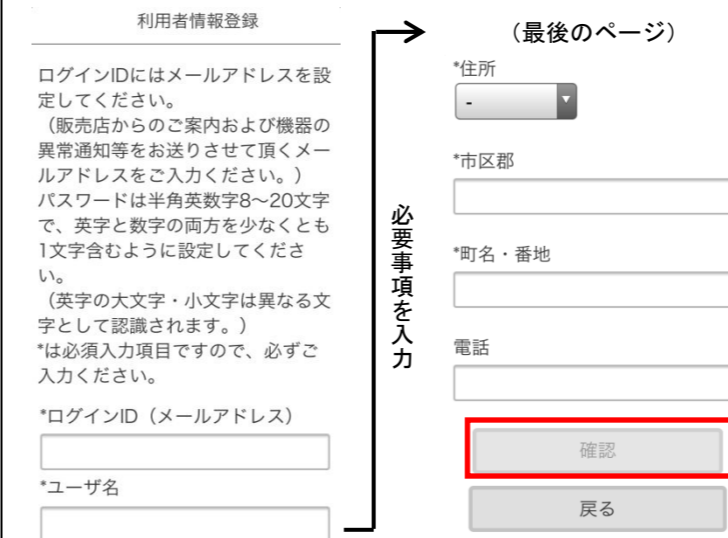 利用者情報登録
ログインIDにはメールアドレスを設
定してください。
（販売店からのご案内および機器の
異常通知等をお送りさせて頂くメー
ルアドレスをご入力ください。）
パスワードは半角英数字8～20文字
で、英字と数字の両方を少なくとも
1文字含むように設定してくださ
い。
（英字の大文字・小文字は異なる文
字として認識されます。）
*は必須入力項目ですので、必ずご
入力ください。
*ログインID（メールアドレス）
*ユーザ名
必要事項を入力
（最後のページ）
*住所
-
*市区郡
*町名・番地
電話
確認
戻る